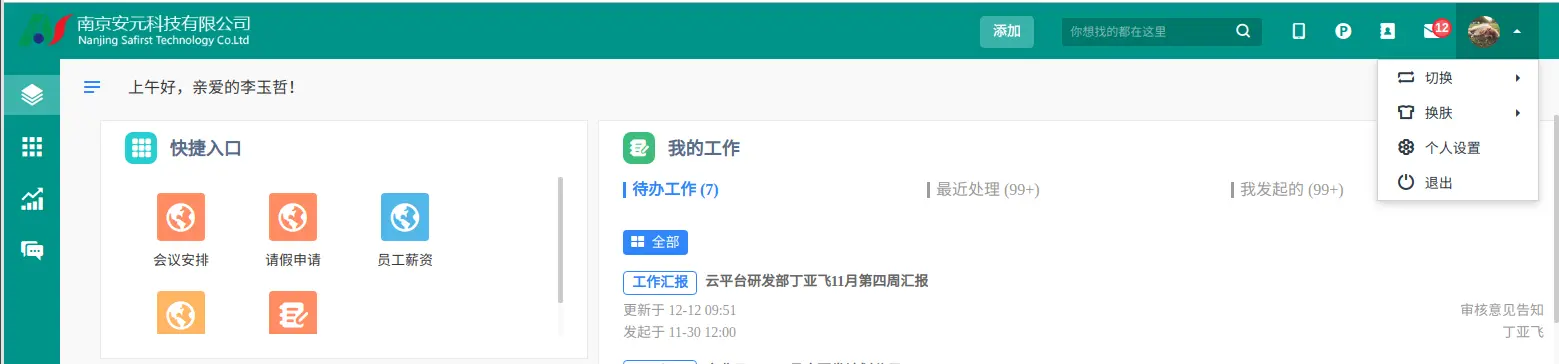 南京安元科技有限公司
Nanjing Safirst Technology Co.Ltd
添加
你想找的都在这里
P
12
上午好，亲爱的李玉哲！
切换
换肤
个人设置
退出
快捷入口
会议安排
请假申请
员工薪资
我的工作
待办工作 (7)
最近处理 (99+)
我发起的 (99+)
全部
工作汇报 云平台研发部丁亚飞11月第四周汇报
更新于 12-12 09:51
审核意见告知
发起于 11-30 12:00
丁亚飞